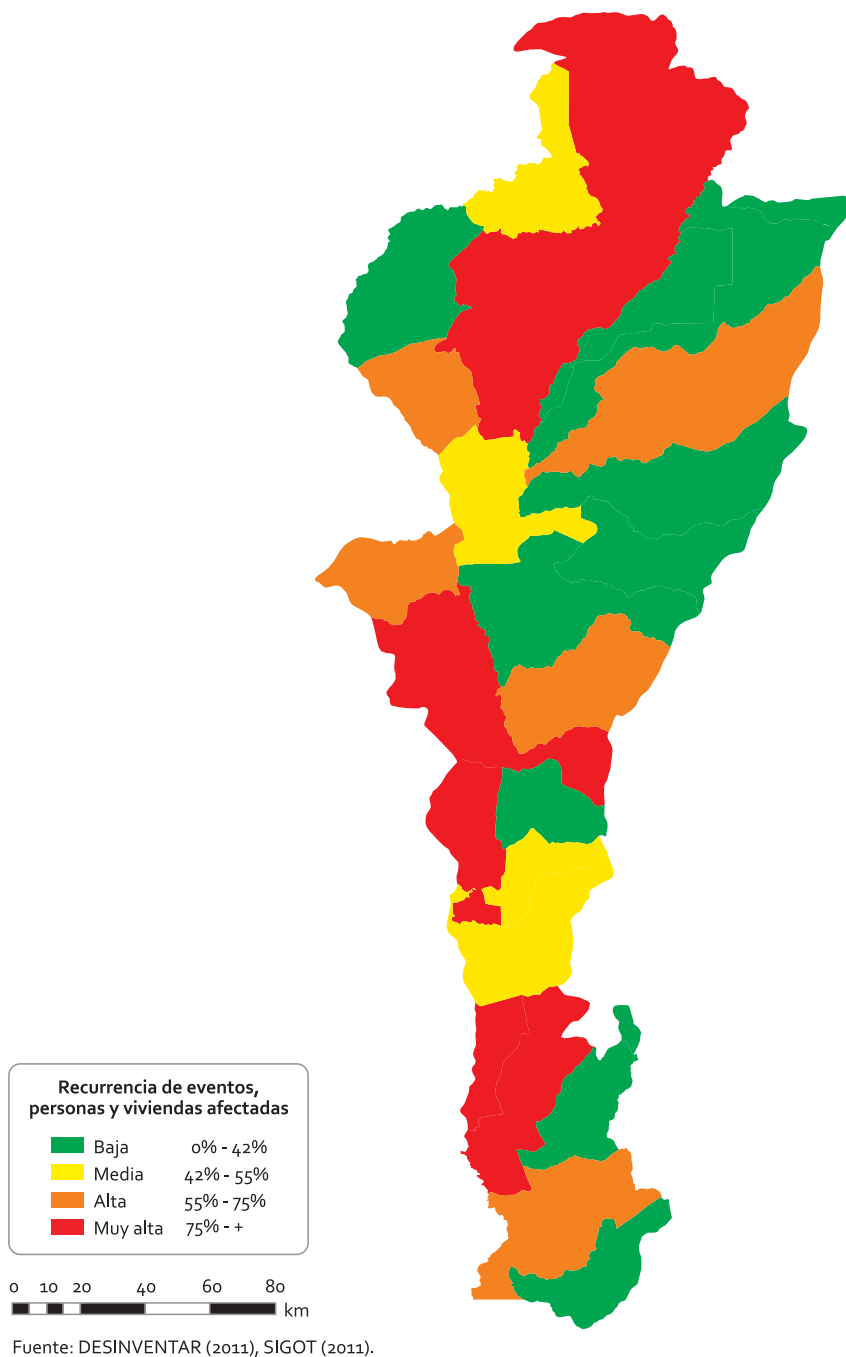 Recurrencia de eventos,
personas y viviendas afectadas
Baja 0% - 42%
Media 42% - 55%
Alta 55% - 75%
Muy alta 75% - +
0 10 20 40 60 80
km
Fuente: DESINVENTAR (2011), SIGOT (2011).